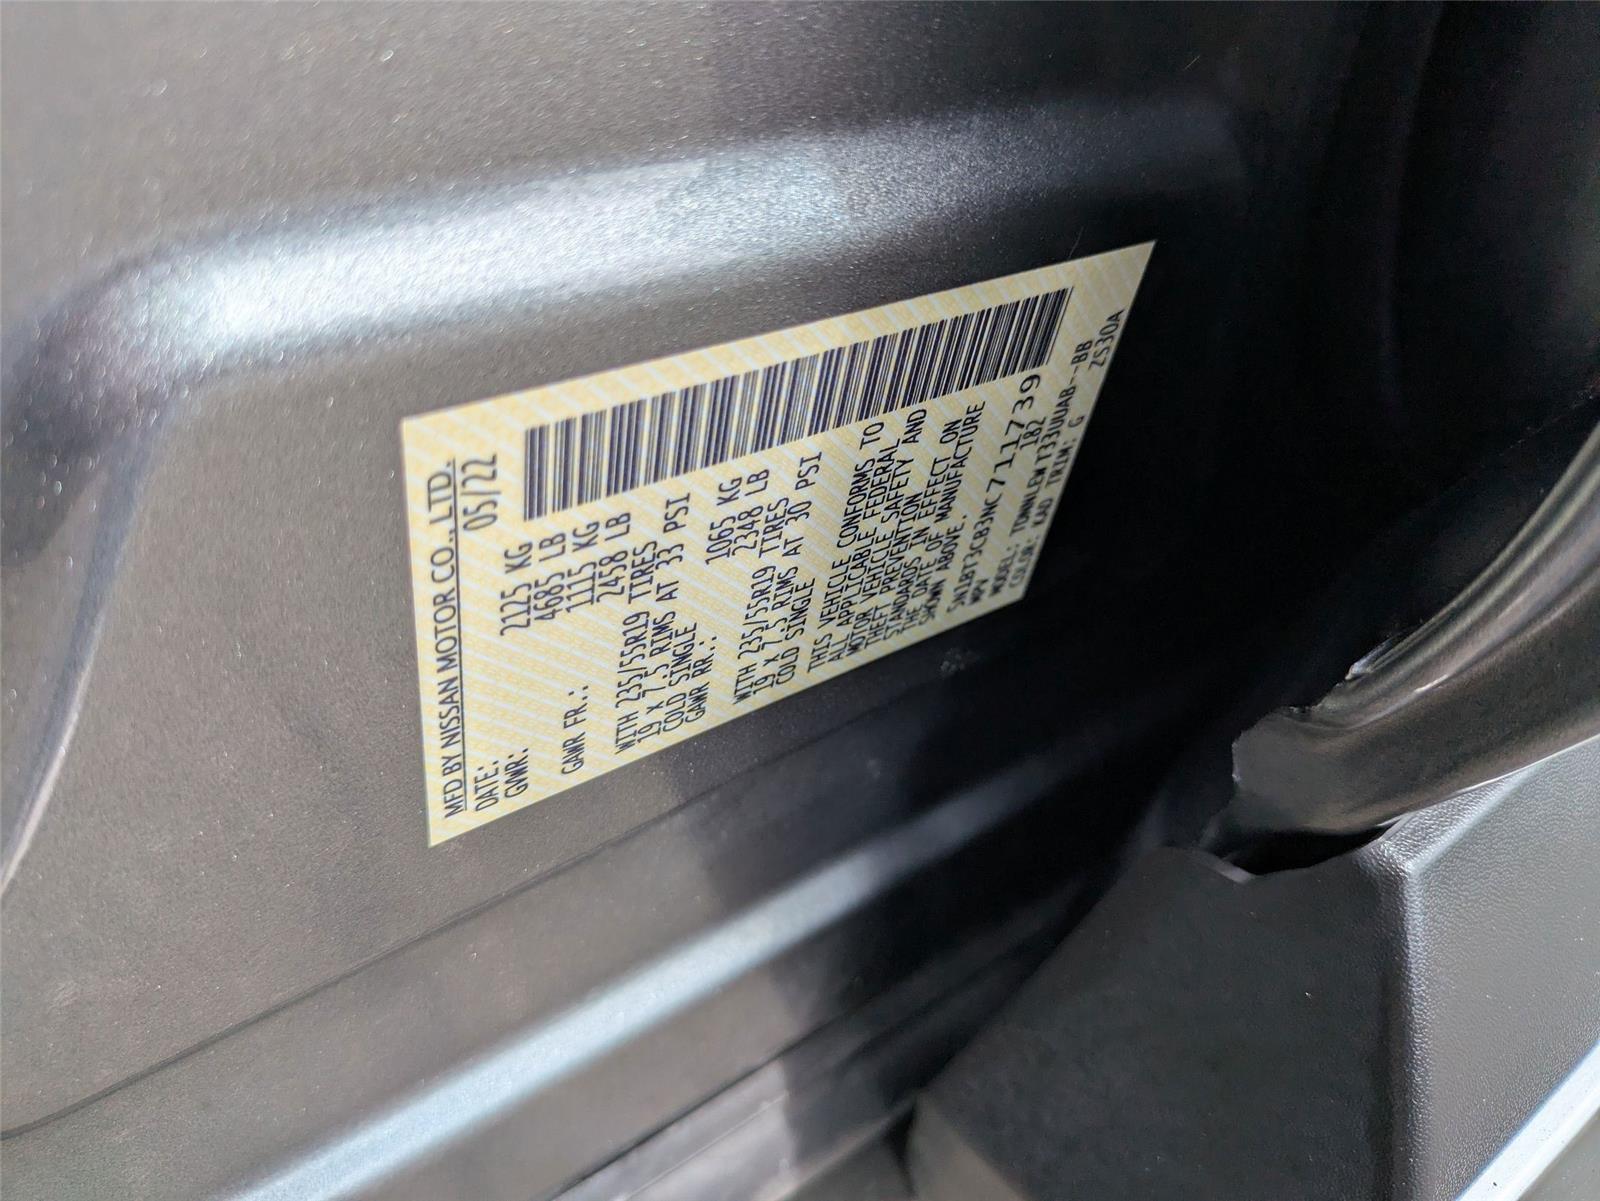 MFD BY NISSAN MOTOR CO., LTD.
DATE: 05/22
GVWR: 2125 KG
4685 LB
GAWR FR.: 1115 KG
2458 LB
WITH 235/55R19 TIRES
19 X 7.5 RIMS AT 33 PSI
COLD SINGLE
GAWR RR.: 1065 KG
2348 LB
WITH 235/55R19 TIRES
19 X 7.5 RIMS AT 30 PSI
COLD SINGLE
THIS VEHICLE CONFORMS TO
ALL APPLICABLE FEDERAL
MOTOR VEHICLE SAFETY AND
THEFT PREVENTION
STANDARDS IN EFFECT ON
THE DATE OF MANUFACTURE
SHOWN ABOVE.
5N1BT3CB3NC711739
MPV 182
MODEL: TONNLEWT33UUAB--BB
COLOR: KAD TRIM: G ZS30A